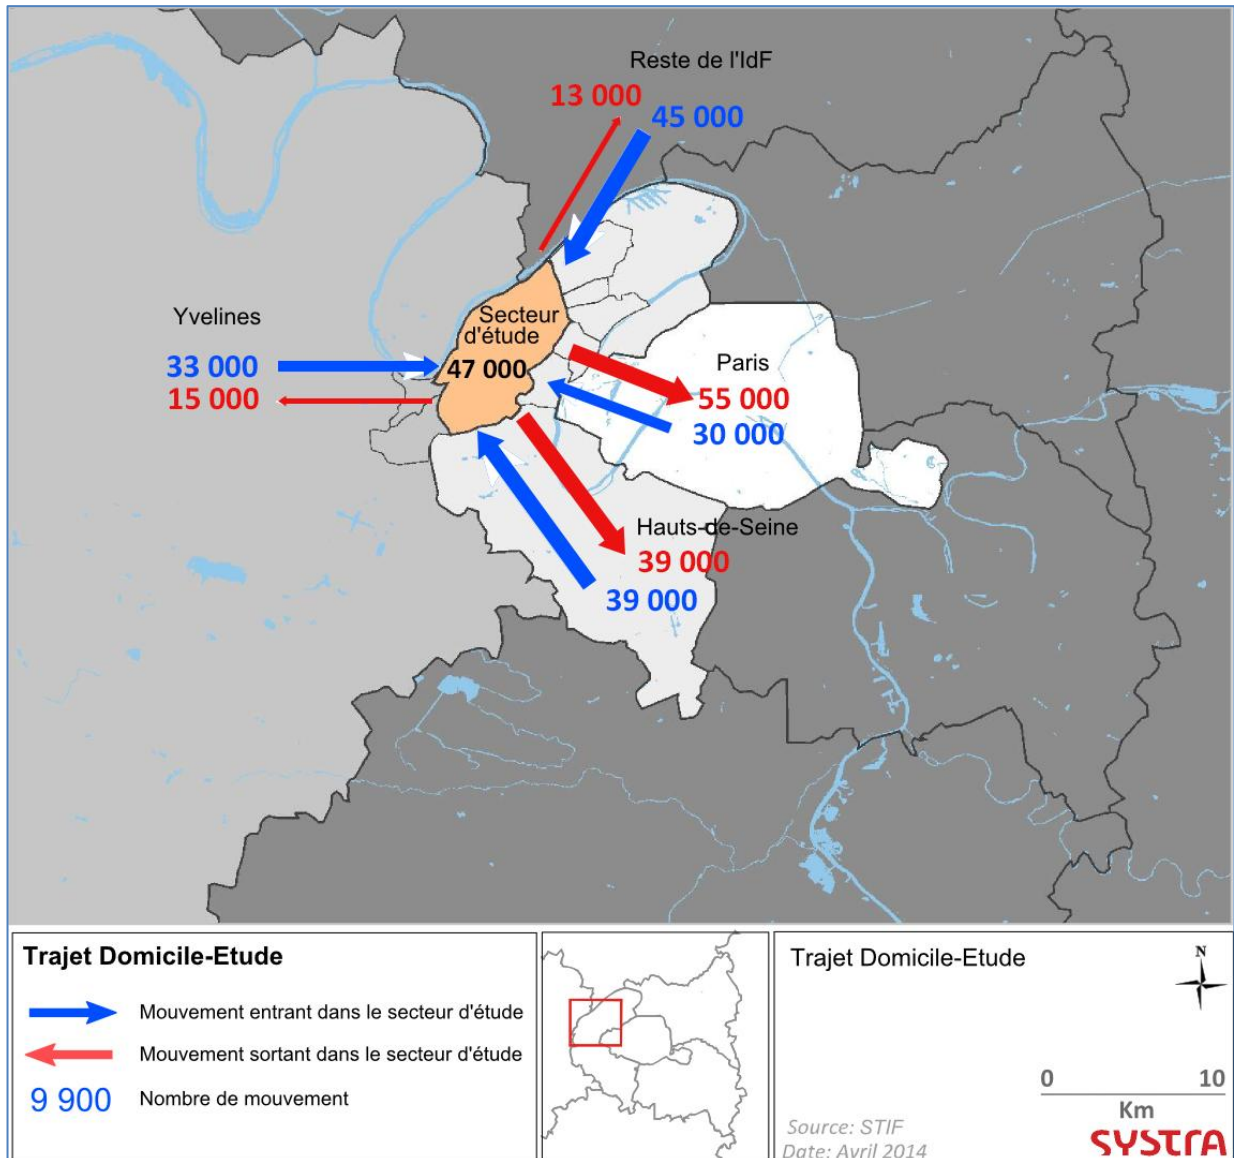 Reste de l'IdF
13 000
45 000
Yvelines
33 000
15 000
Secteur
d'étude
47 000
Paris
55 000
30 000
Hauts-de-Seine
39 000
39 000
Trajet Domicile-Etude
Mouvement entrant dans le secteur d'étude
Mouvement sortant dans le secteur d'étude
9 900 Nombre de mouvement
Trajet Domicile-Etude
N
0 10
Km
Source: STIF
Date: Avril 2014
SYSTRA